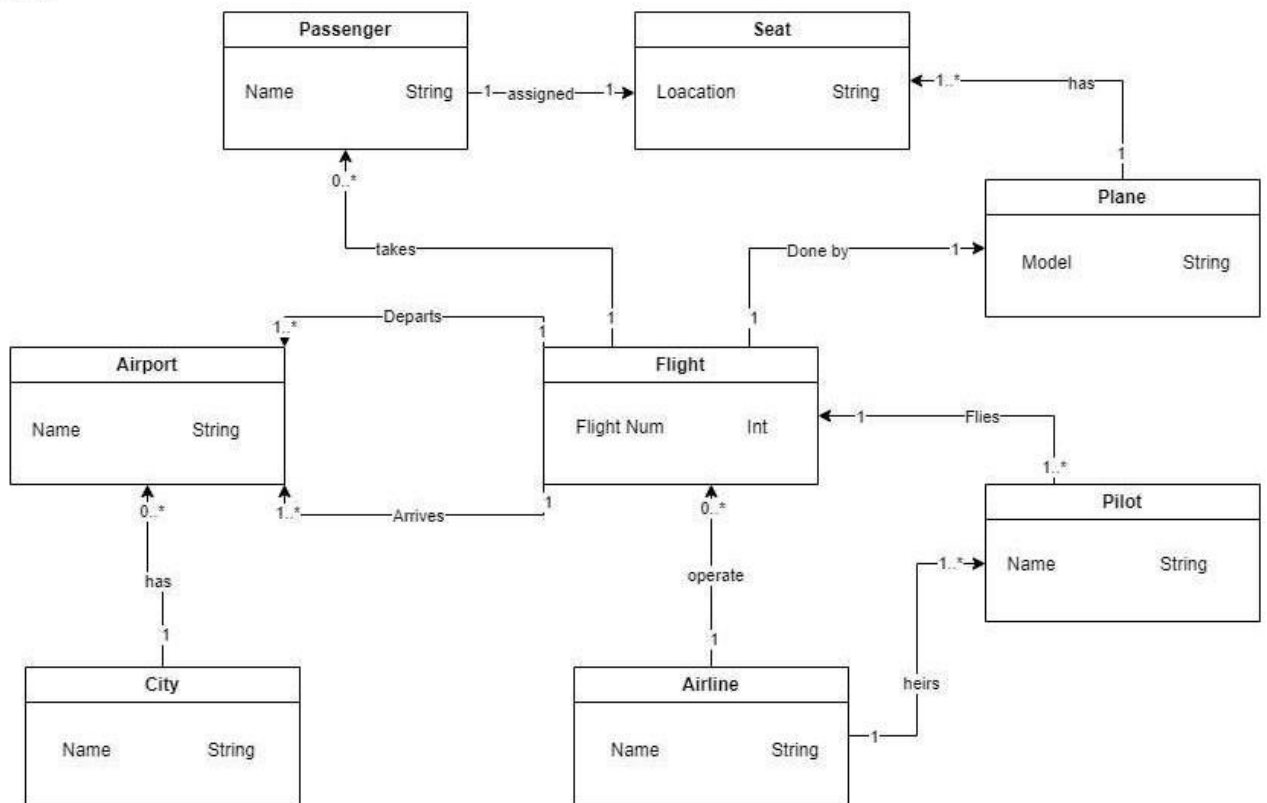 Passenger
Name String
1 assigned 1
Seat
Loacation String
1..* has
1
Plane
Model String
0..*
takes
1
Done by 1
1
Departs
1..* 1
Airport
Name String
Flight
Flight Num Int
1 Flies
1..*
1..* Arrives 1
Pilot
Name String
0..*
has
1
City
Name String
0..*
operate
1
Airline
Name String
1..*
heirs
1